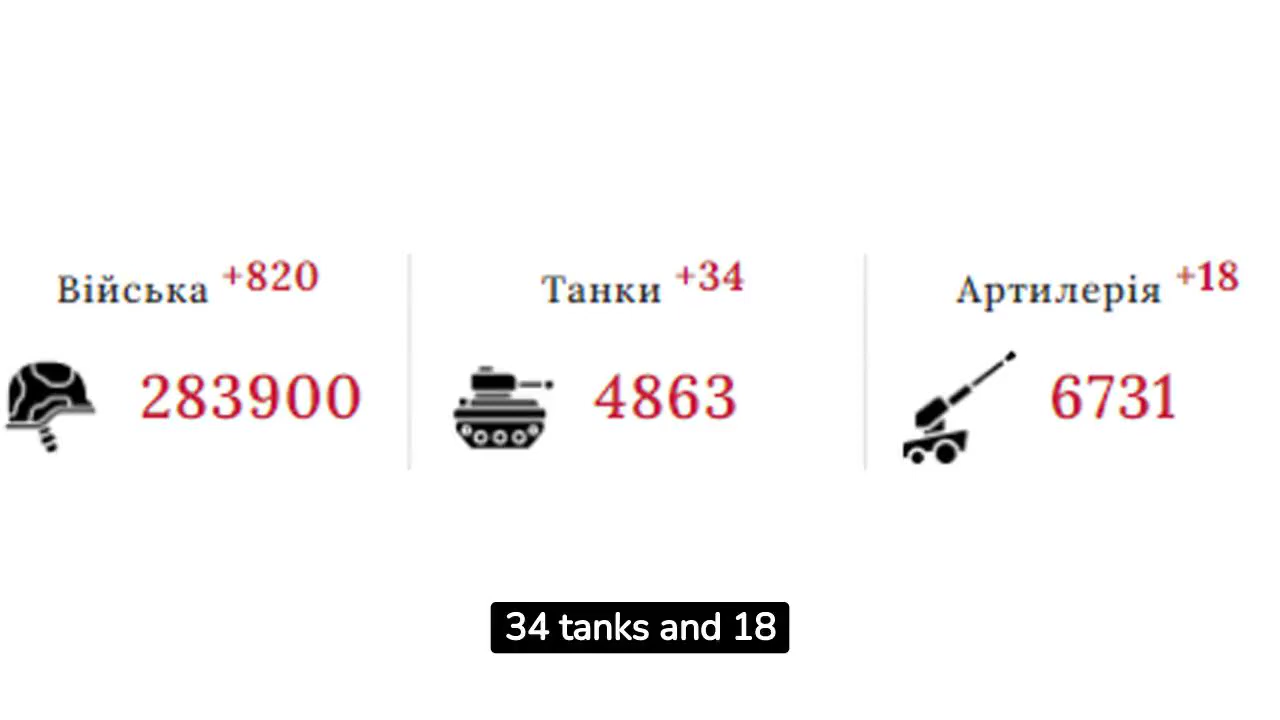 Війська +820
Танки +34
Артилерія +18
283900
4863
6731
34 tanks and 18